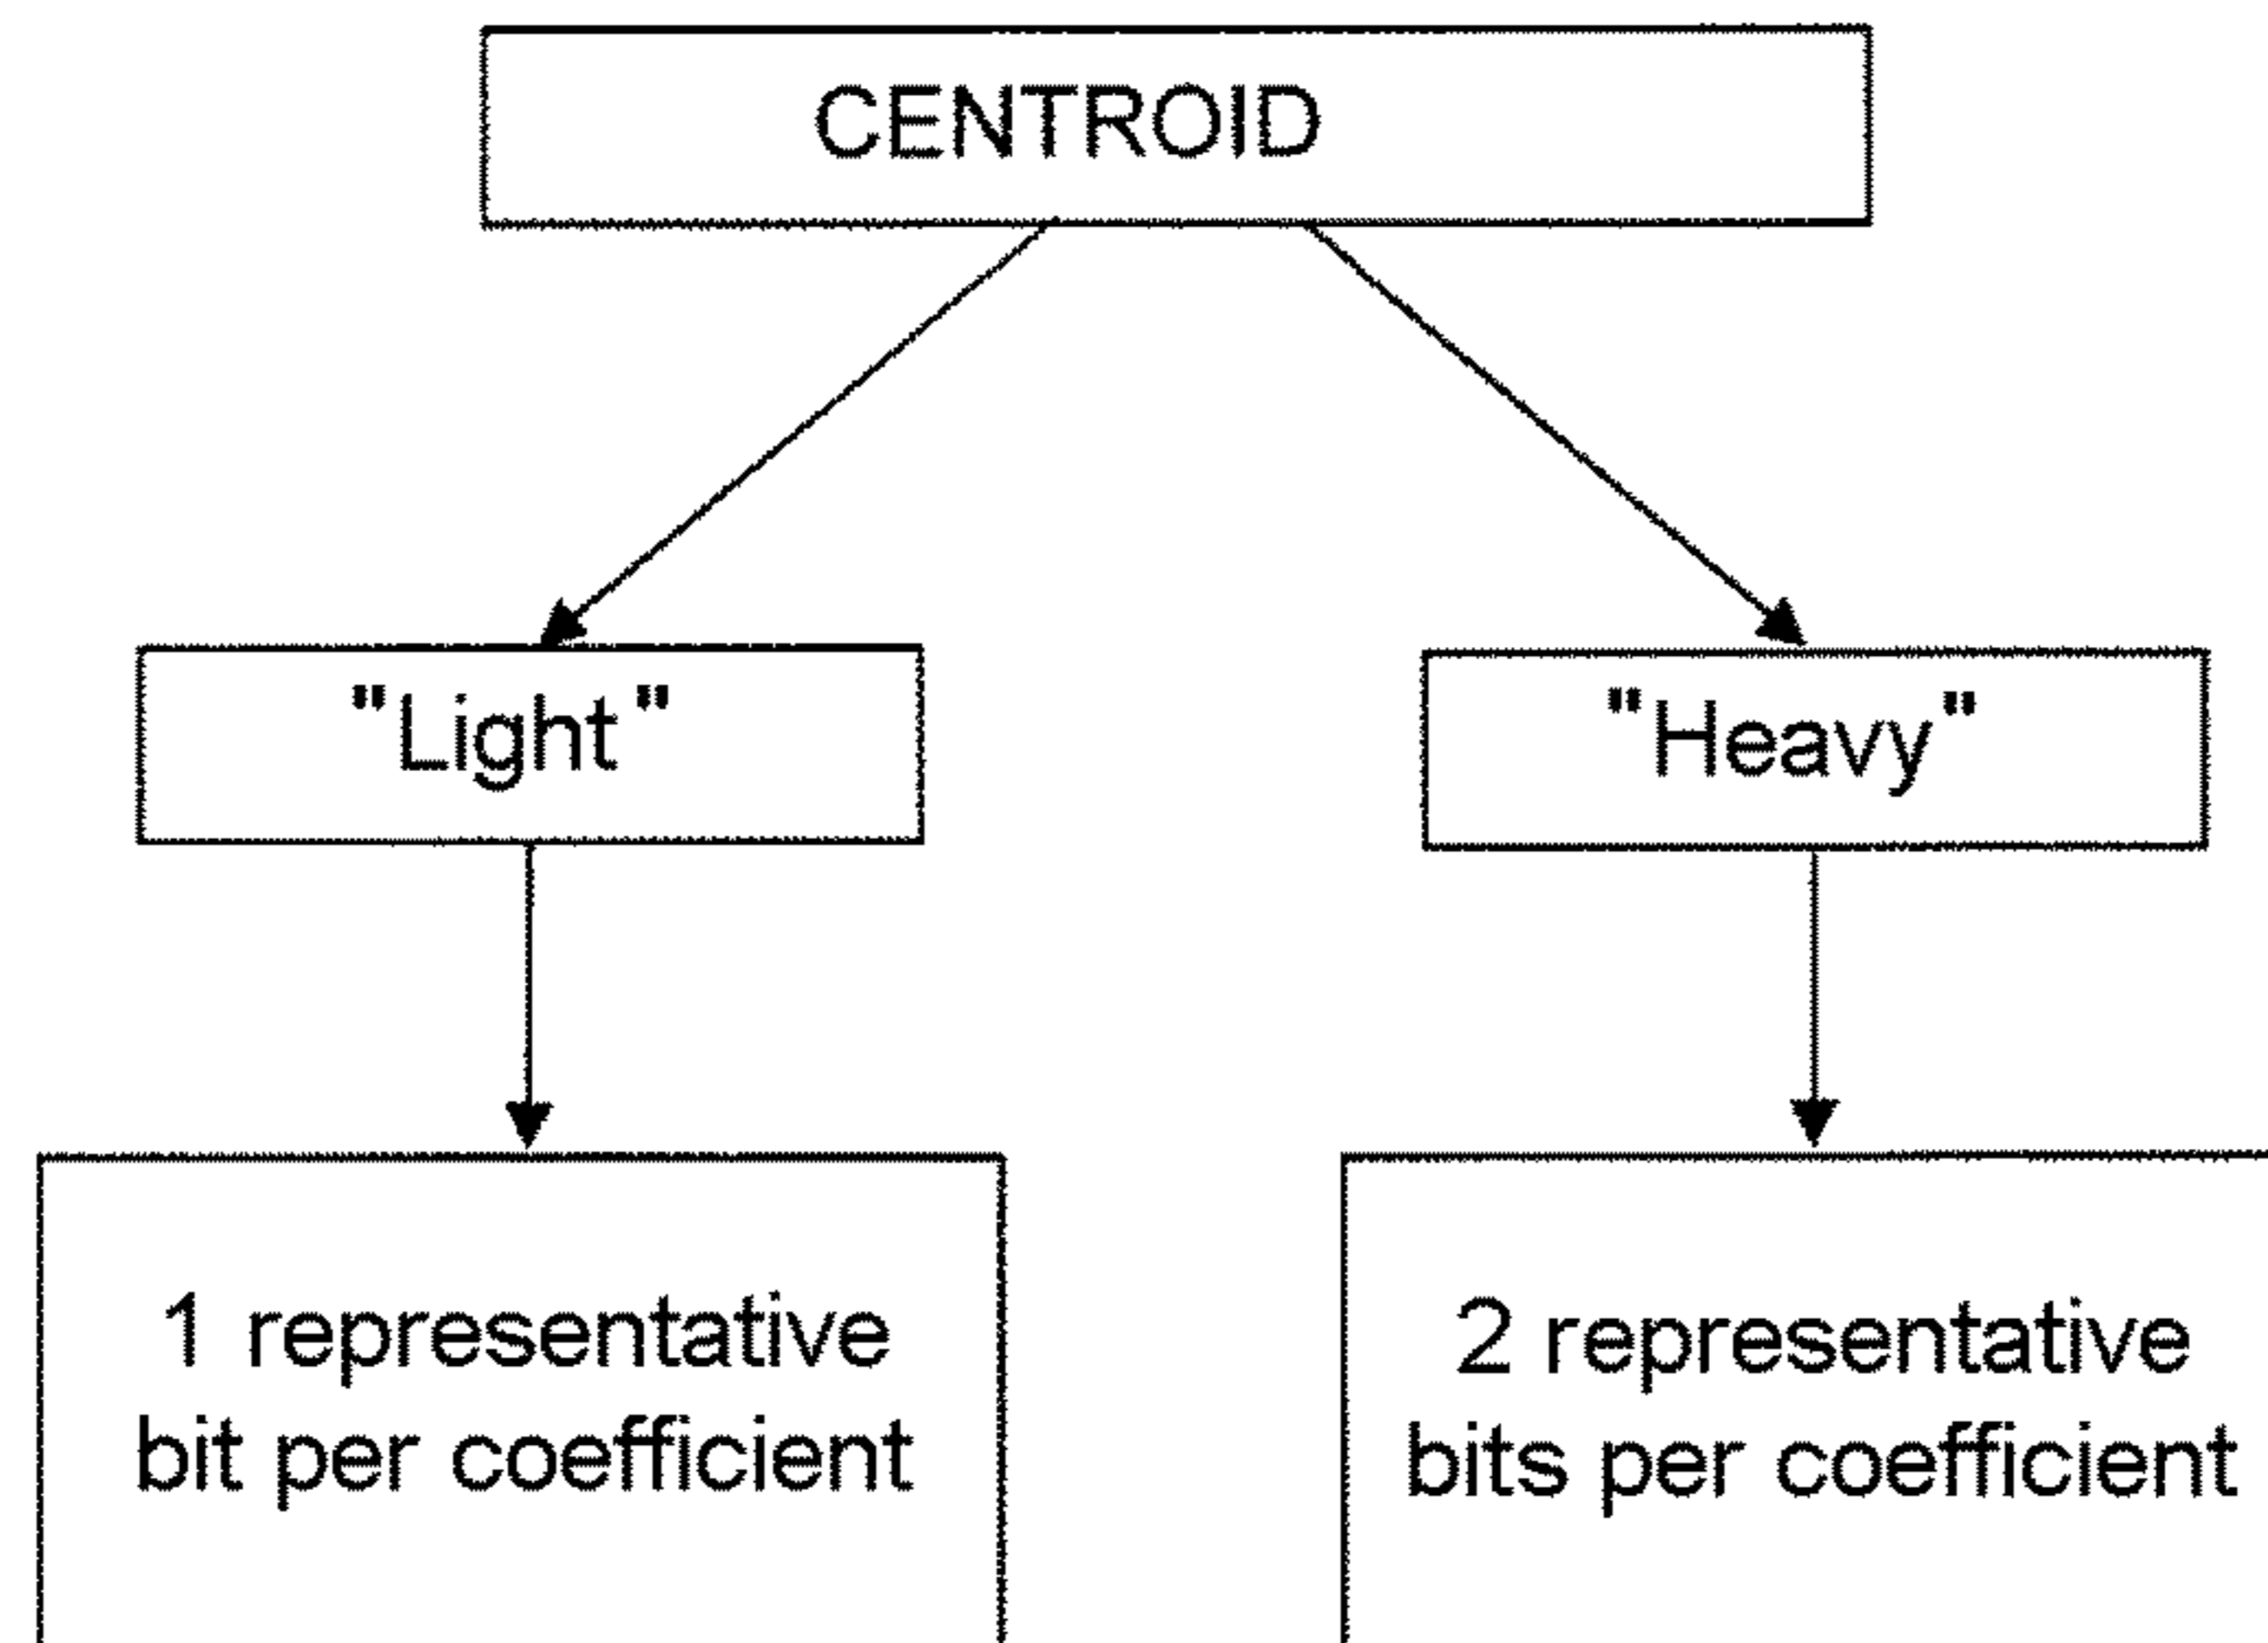 CENTROID
"Light"
"Heavy"
1 representative
bit per coefficient
2 representative
bits per coefficient